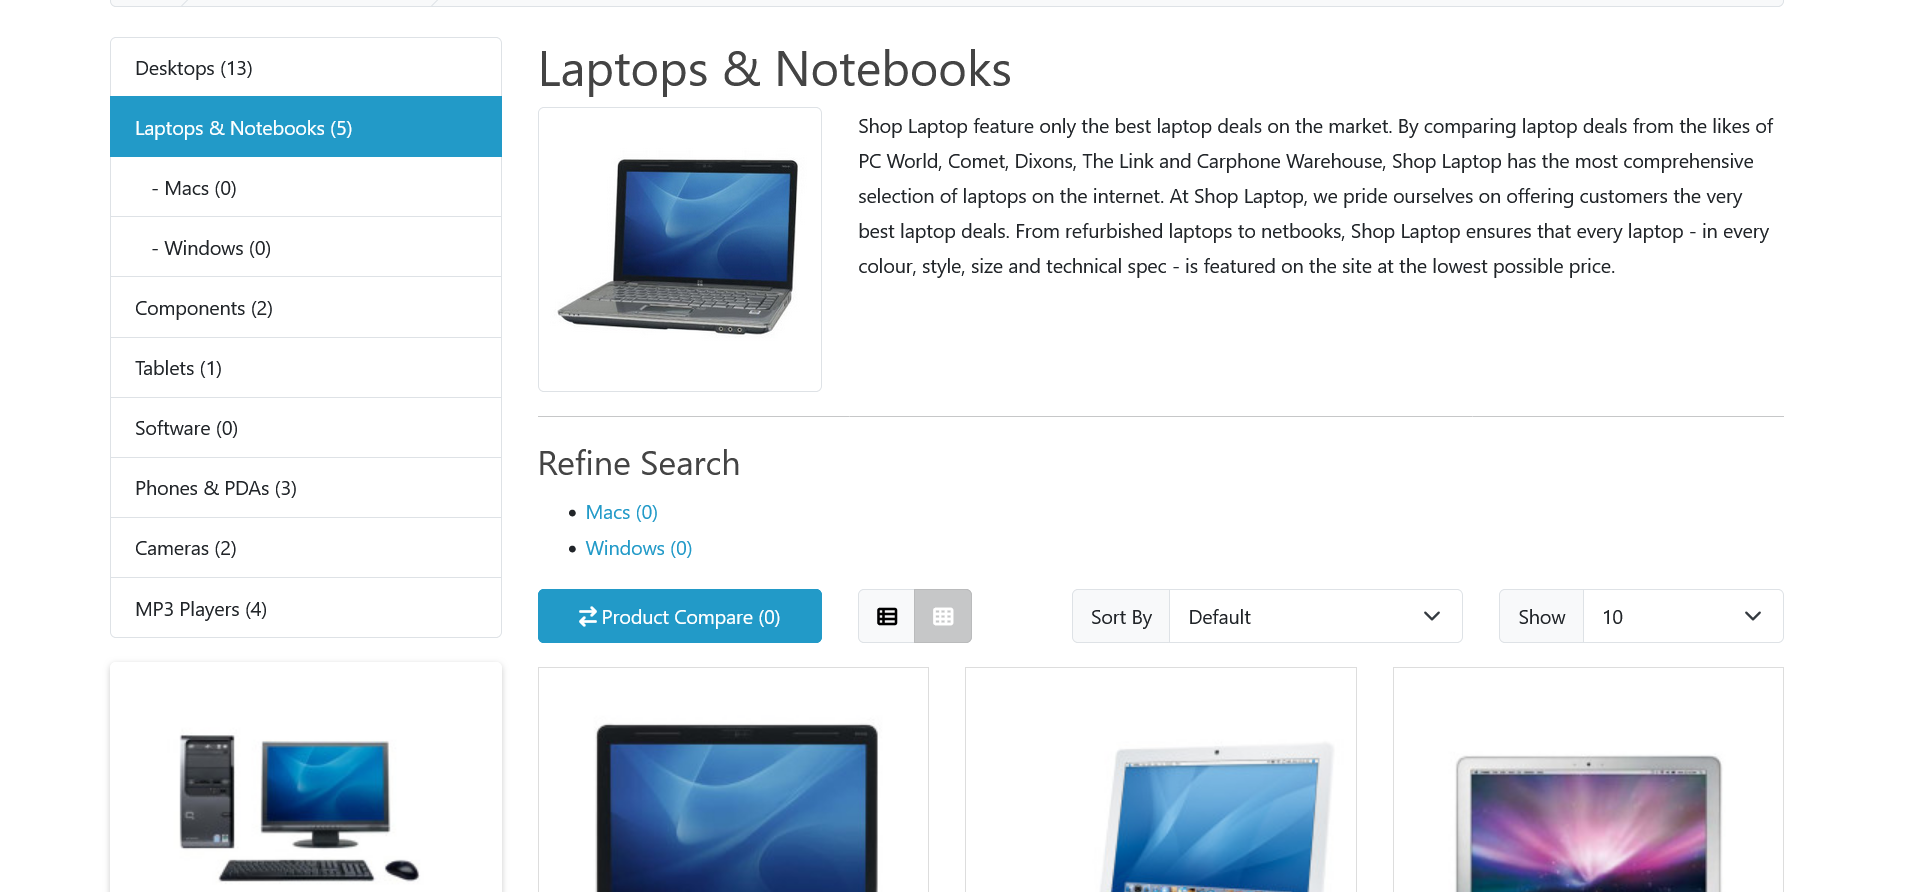 Desktops (13)
Laptops & Notebooks (5)
- Macs (0)
- Windows (0)
Components (2)
Tablets (1)
Software (0)
Phones & PDAs (3)
Cameras (2)
MP3 Players (4)
Laptops & Notebooks
Shop Laptop feature only the best laptop deals on the market. By comparing laptop deals from the likes of
PC World, Comet, Dixons, The Link and Carphone Warehouse, Shop Laptop has the most comprehensive
selection of laptops on the internet. At Shop Laptop, we pride ourselves on offering customers the very
best laptop deals. From refurbished laptops to netbooks, Shop Laptop ensures that every laptop - in every
colour, style, size and technical spec - is featured on the site at the lowest possible price.
Refine Search
Macs (0)
Windows (0)
Product Compare (0)
Sort By Default
Show 10